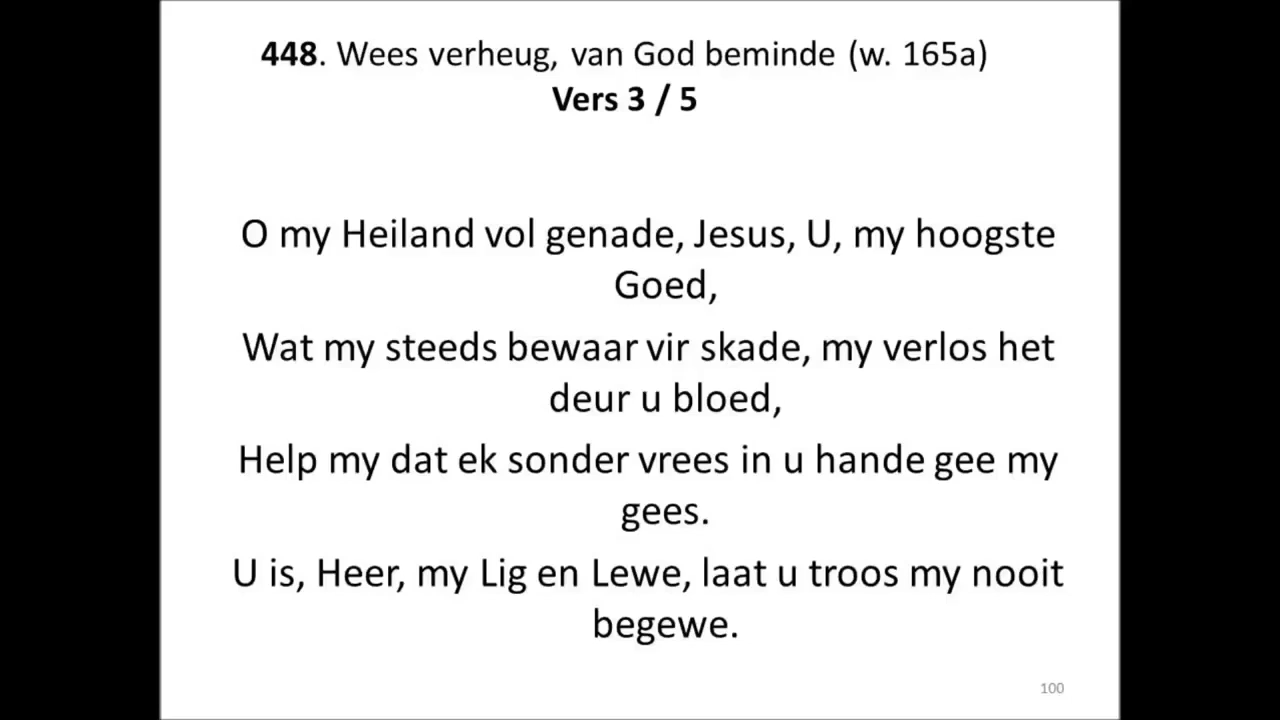 448. Wees verheug, van God beminde (w. 165a)
Vers 3 / 5
O my Heiland vol genade, Jesus, U, my hoogste
Goed,
Wat my steeds bewaar vir skade, my verlos het
deur u bloed,
Help my dat ek sonder vrees in u hande gee my
gees.
U is, Heer, my Lig en Lewe, laat u troos my nooit
begewe.
100